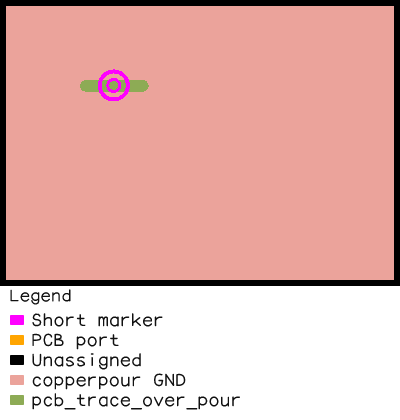 Legend
Short marker
PCB port
Unassigned
copperpour GND
pcb_trace_over_pour